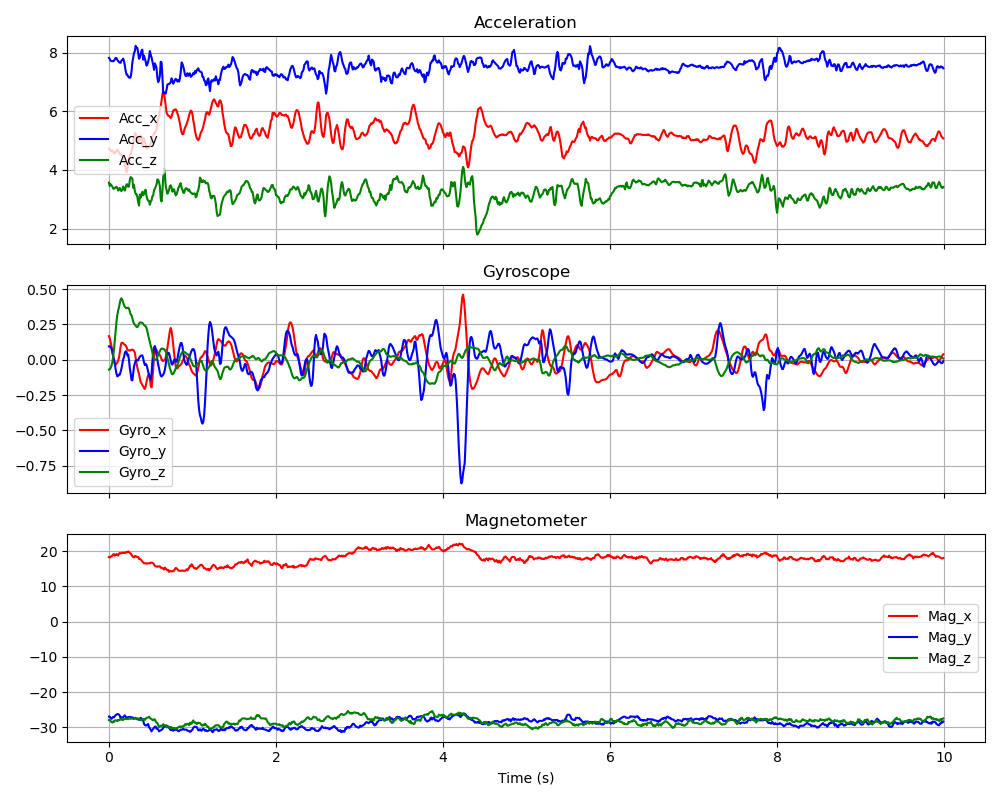 Acceleration
8
6
4
2
Acc_x
Acc_y
Acc_z
Gyroscope
0.50
0.25
0.00
−0.25
−0.50
−0.75
Gyro_x
Gyro_y
Gyro_z
Magnetometer
20
10
0
−10
−20
−30
Mag_x
Mag_y
Mag_z
0 2 4 6 8 10
Time (s)